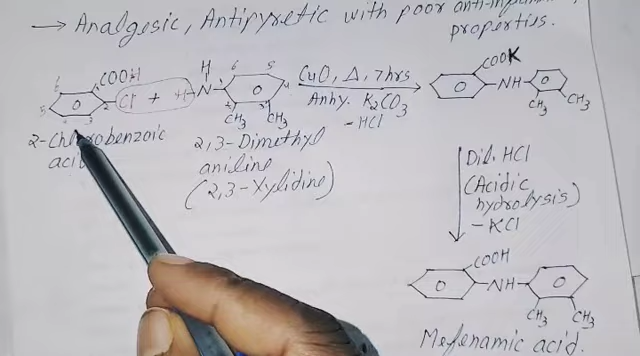 → Analgesic, Antipyretic with poor
properties.
COOH
H
Cl + H-N
CH3
CH3
CuO, Δ, 7hrs
Anhy. K2CO3
-HCl
COOK
NH
CH3
CH3
2-Chlorobenzoic
acid
2,3-Dimethyl
aniline
(2,3-Xylidine)
Dil. HCl
(Acidic
hydrolysis)
-KCl
COOH
NH
CH3
CH3
Mefenamic acid.